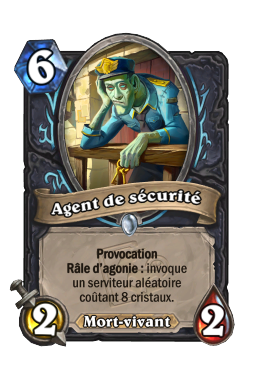 6
Agent de sécurité
Provocation
Râle d'agonie : invoque
un serviteur aléatoire
coûtant 8 cristaux.
2
Mort-vivant
2